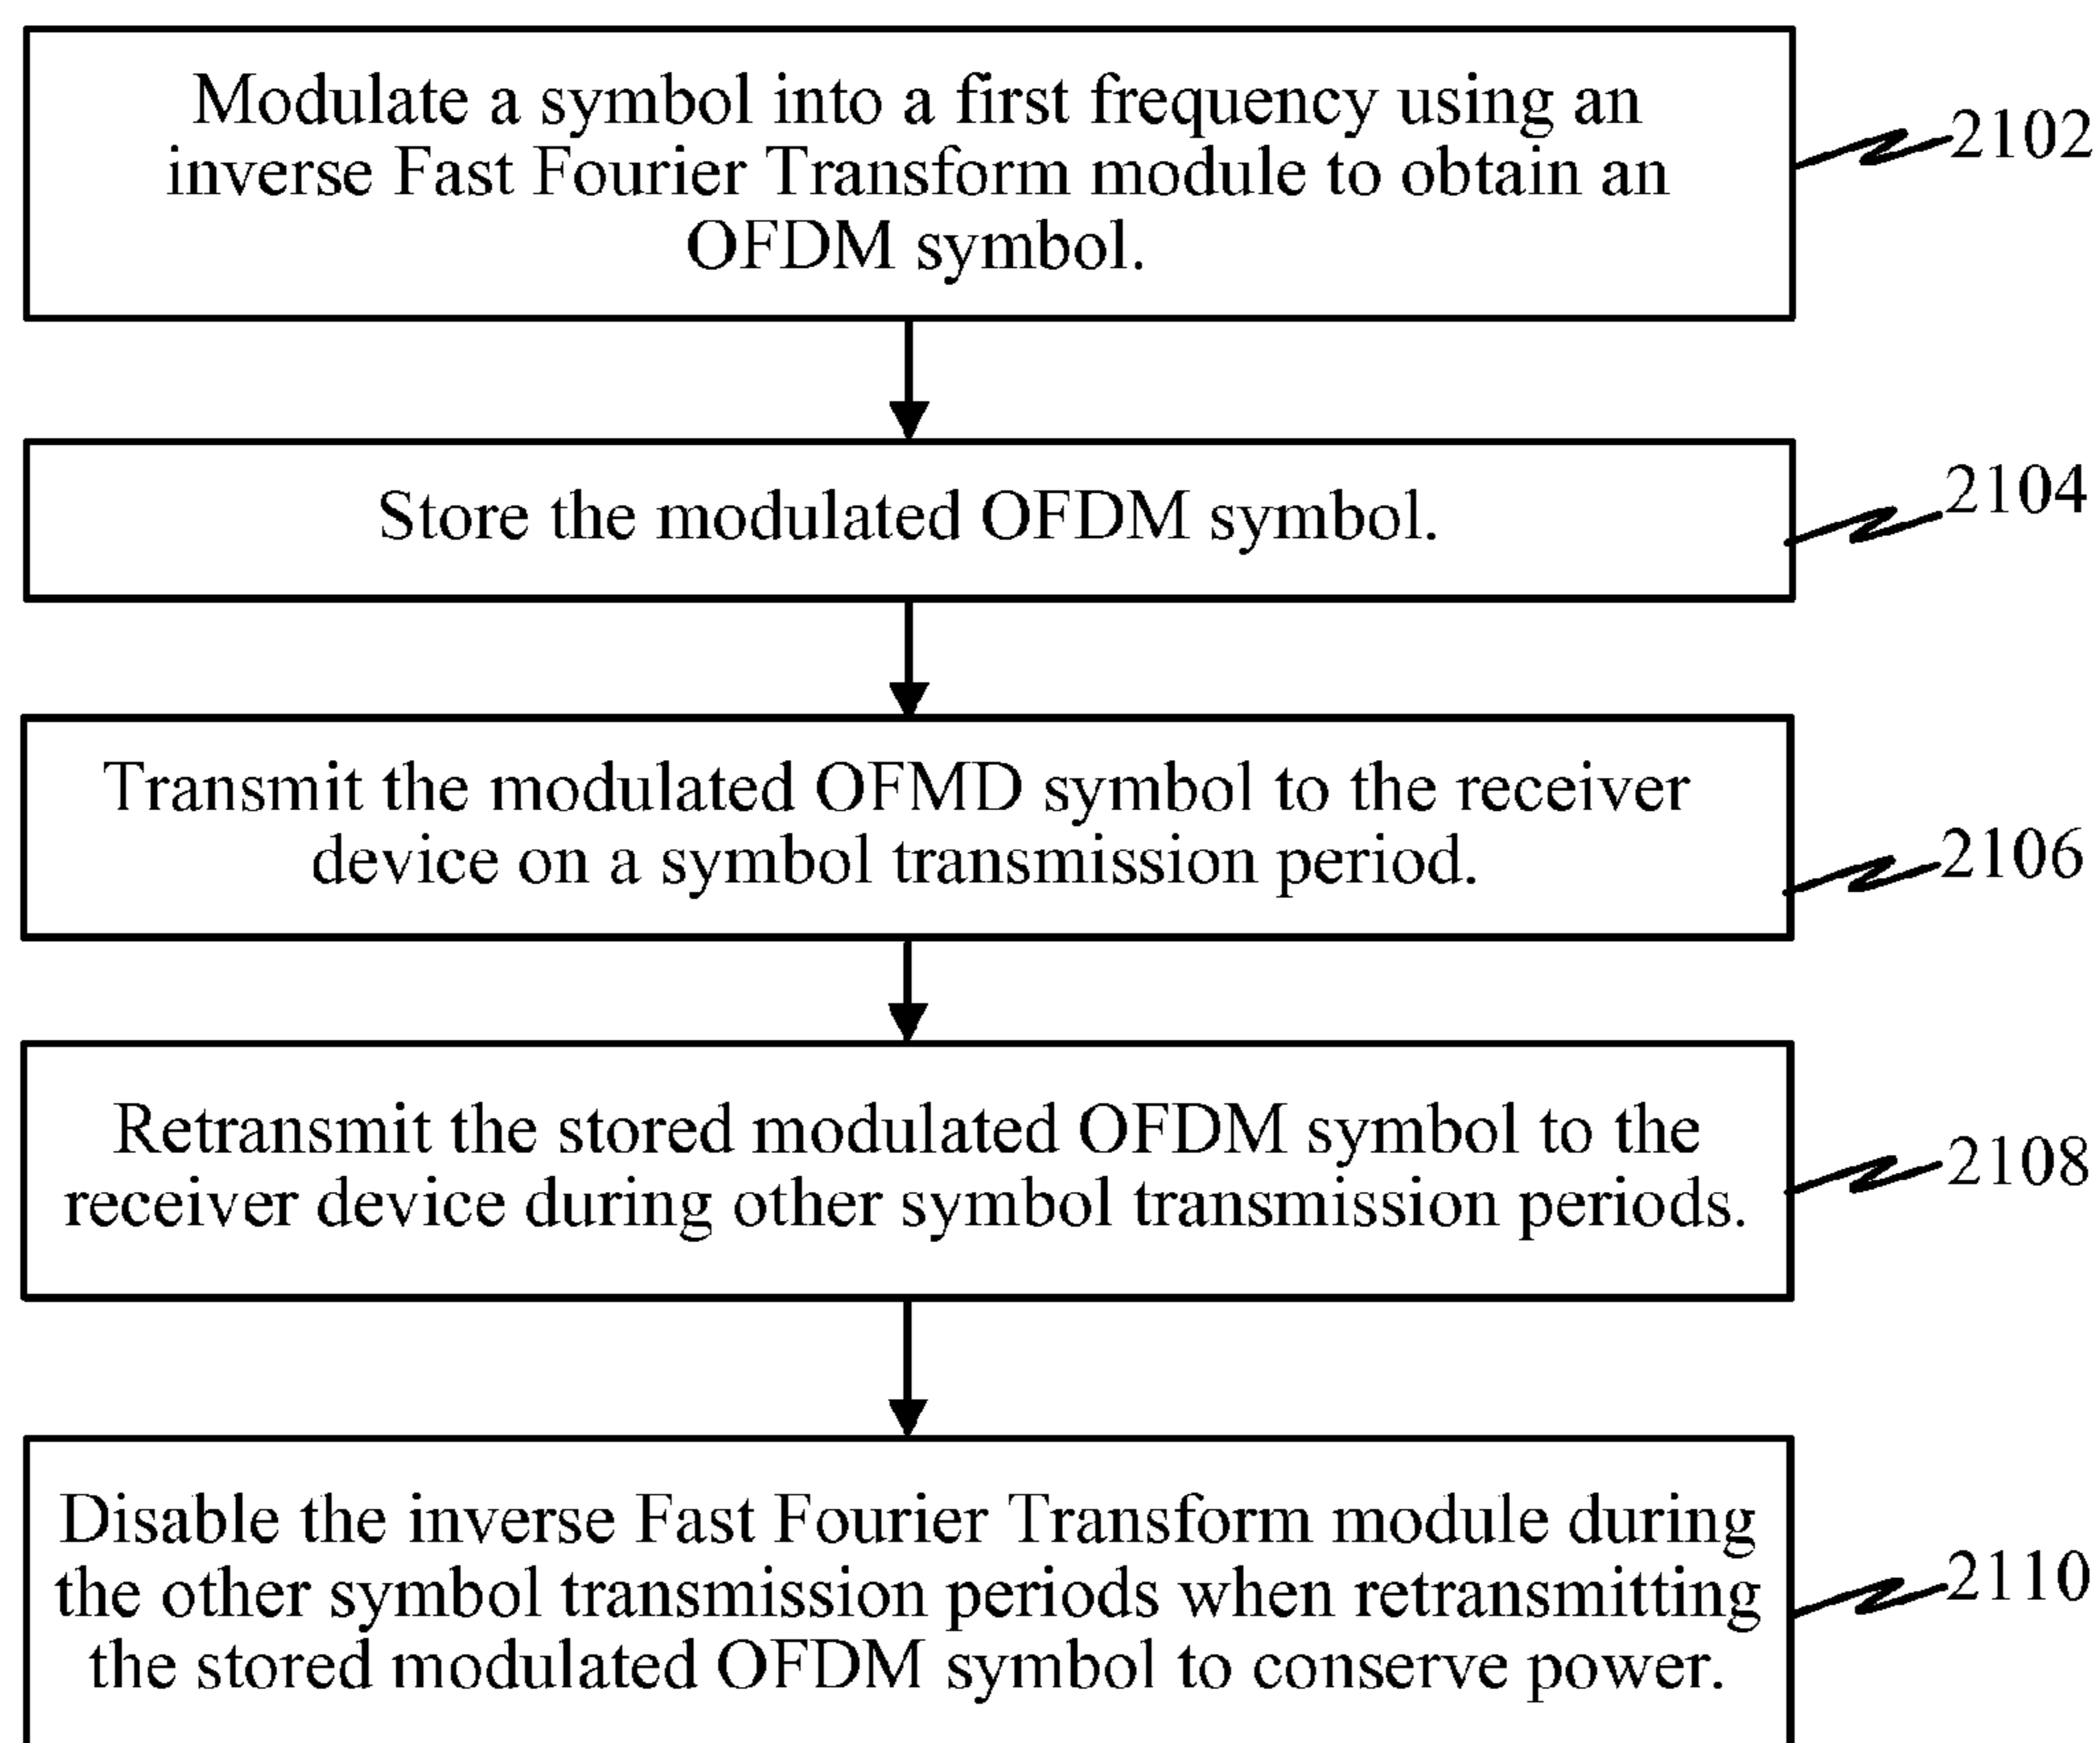 Modulate a symbol into a first frequency using an
inverse Fast Fourier Transform module to obtain an
OFDM symbol.
2102
Store the modulated OFDM symbol.
2104
Transmit the modulated OFMD symbol to the receiver
device on a symbol transmission period.
2106
Retransmit the stored modulated OFDM symbol to the
receiver device during other symbol transmission periods.
2108
Disable the inverse Fast Fourier Transform module during
the other symbol transmission periods when retransmitting
the stored modulated OFDM symbol to conserve power.
2110